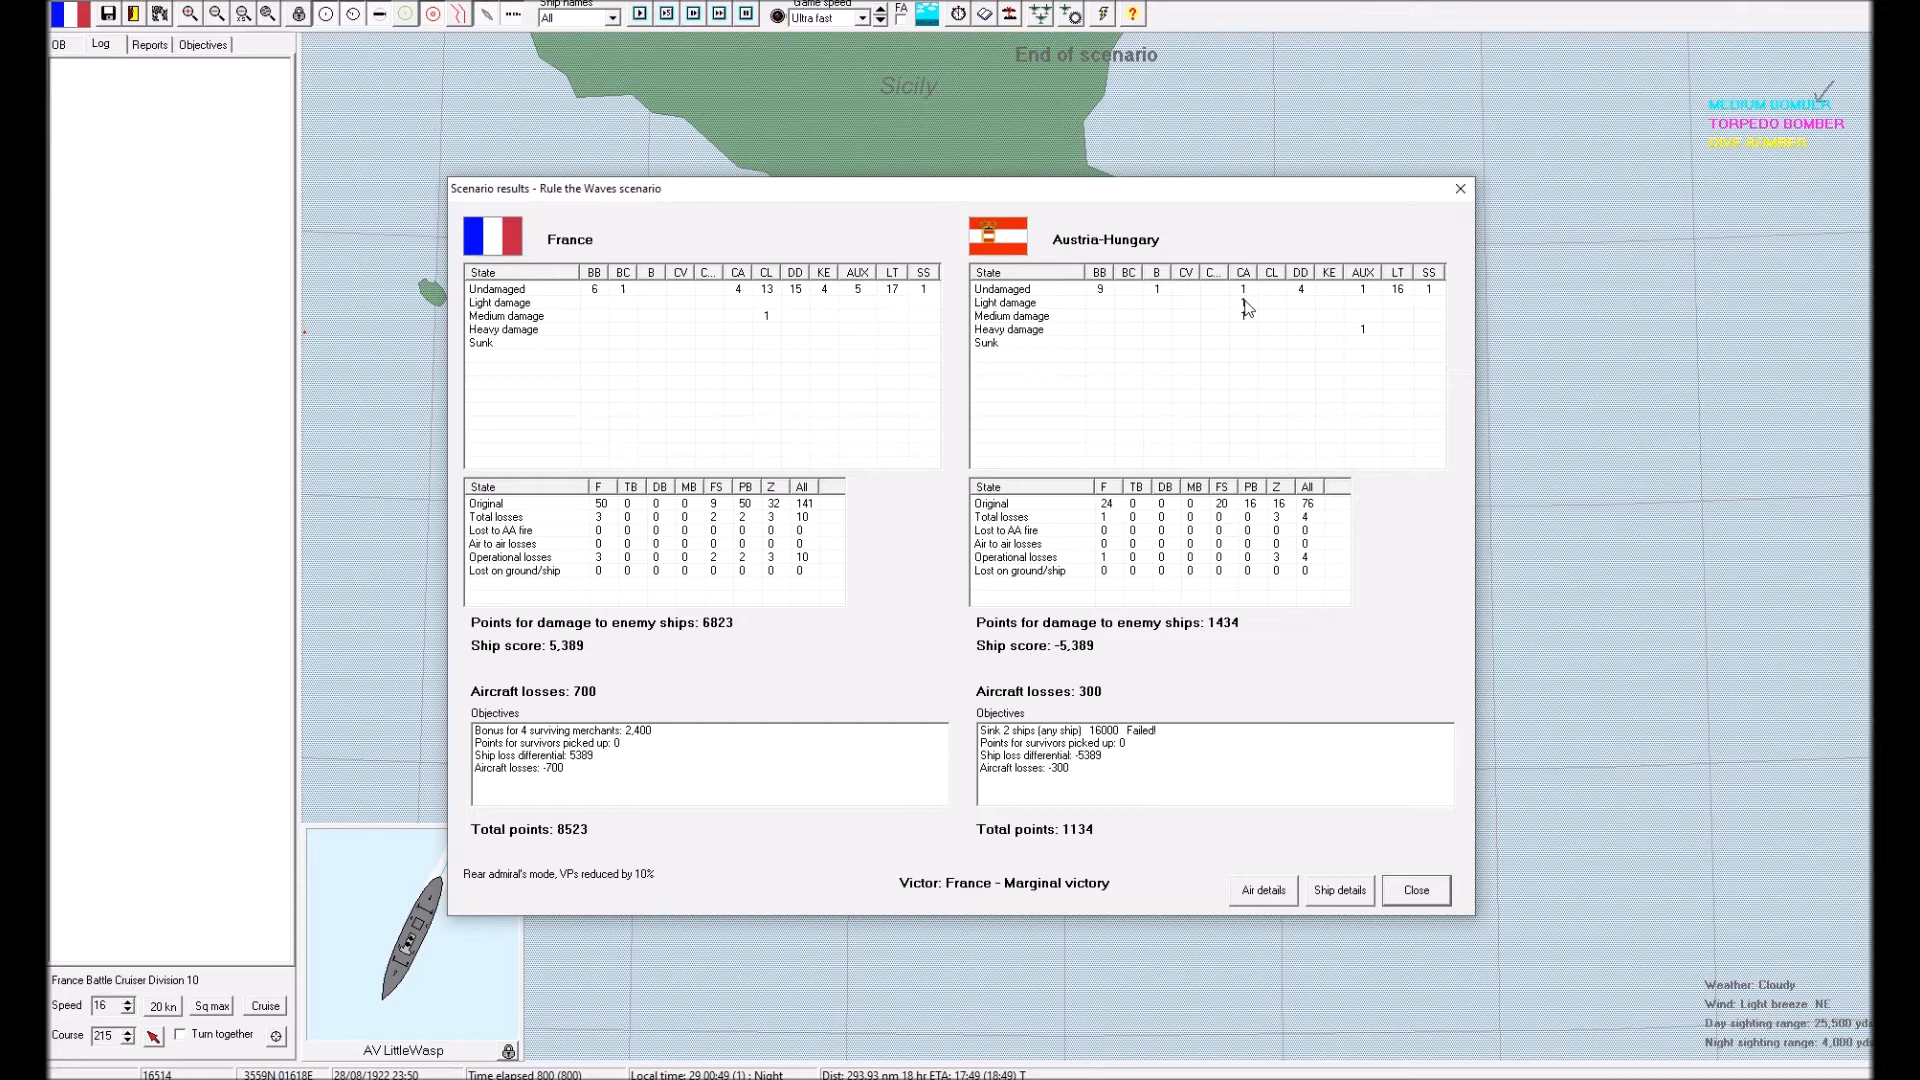 Ship names
Game speed
FA
All
Ultra fast
OB Log Reports Objectives
End of scenario
Sicily
MEDIUM BOMBER
TORPEDO BOMBER
DIVE BOMBER
Scenario results - Rule the Waves scenario
France
State BB BC B CV C... CA CL DD KE AUX LT SS
Undamaged 6 1 4 13 15 4 5 17 1
Light damage
Medium damage 1
Heavy damage
Sunk
State F TB DB MB FS PB Z All
Original 50 0 0 0 9 50 32 141
Total losses 3 0 0 0 2 2 3 10
Lost to AA fire 0 0 0 0 0 0 0 0
Air to air losses 0 0 0 0 0 0 0 0
Operational losses 3 0 0 0 2 2 3 10
Lost on ground/ship 0 0 0 0 0 0 0 0
Points for damage to enemy ships: 6823
Ship score: 5,389
Aircraft losses: 700
Objectives
Bonus for 4 surviving merchants: 2,400
Points for survivors picked up: 0
Ship loss differential: 5389
Aircraft losses: -700
Total points: 8523
Austria-Hungary
State BB BC B CV C... CA CL DD KE AUX LT SS
Undamaged 9 1 1 4 1 16 1
Light damage 1
Medium damage 1
Heavy damage 1
Sunk
State F TB DB MB FS PB Z All
Original 24 0 0 0 20 16 16 76
Total losses 1 0 0 0 0 0 3 4
Lost to AA fire 0 0 0 0 0 0 0 0
Air to air losses 0 0 0 0 0 0 0 0
Operational losses 1 0 0 0 0 0 3 4
Lost on ground/ship 0 0 0 0 0 0 0 0
Points for damage to enemy ships: 1434
Ship score: -5,389
Aircraft losses: 300
Objectives
Sink 2 ships (any ship) 16000 Failed!
Points for survivors picked up: 0
Ship loss differential: -5389
Aircraft losses: -300
Total points: 1134
Rear admiral's mode, VPs reduced by 10%
Victor: France - Marginal victory
Air details
Ship details
Close
France Battle Cruiser Division 10
Speed 16 20 kn Sq max Cruise
Course 215 Turn together
AV LittleWasp
Weather: Cloudy
Wind: Light breeze NE
Day sighting range: 25,500 yds
Night sighting range: 4,000 yds
16514 3559N 01618E 28/08/1922 23:50 Time elapsed 800 (800) Local time: 29 00:49 (1) : Night Dist: 293.93 nm 18 hr ETA: 17:49 (18:49) T